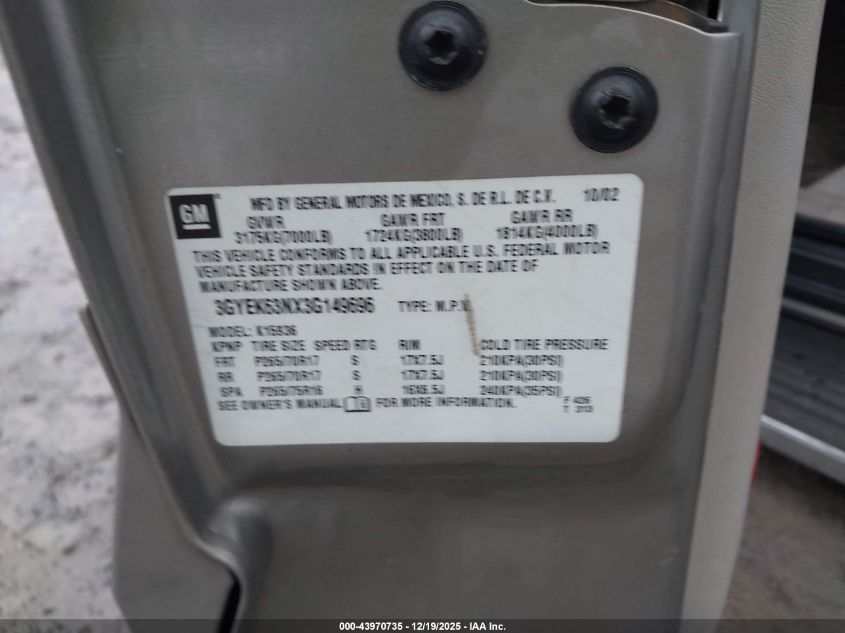 GM
MFD BY GENERAL MOTORS DE MEXICO, S. DE R.L. DE C.V. 10/02
GVWR GAWR FRT GAWR RR
3175KG(7000LB) 1724KG(3800LB) 1814KG(4000LB)
THIS VEHICLE CONFORMS TO ALL APPLICABLE U.S. FEDERAL MOTOR
VEHICLE SAFETY STANDARDS IN EFFECT ON THE DATE OF
MANUFACTURE SHOWN ABOVE.
3GYEK63NX3G149696 TYPE: M.P.V.
MODEL: K15936
TIRE SIZE SPEED RTG RIM COLD TIRE PRESSURE
FRT P265/70R17 S 17X7.5J 210KPA(30PSI)
RR P265/70R17 S 17X7.5J 210KPA(30PSI)
SPA P265/75R16 H 16X6.5J 240KPA(35PSI)
SEE OWNER'S MANUAL FOR MORE INFORMATION.
000-43970735 - 12/19/2025 - IAA Inc.